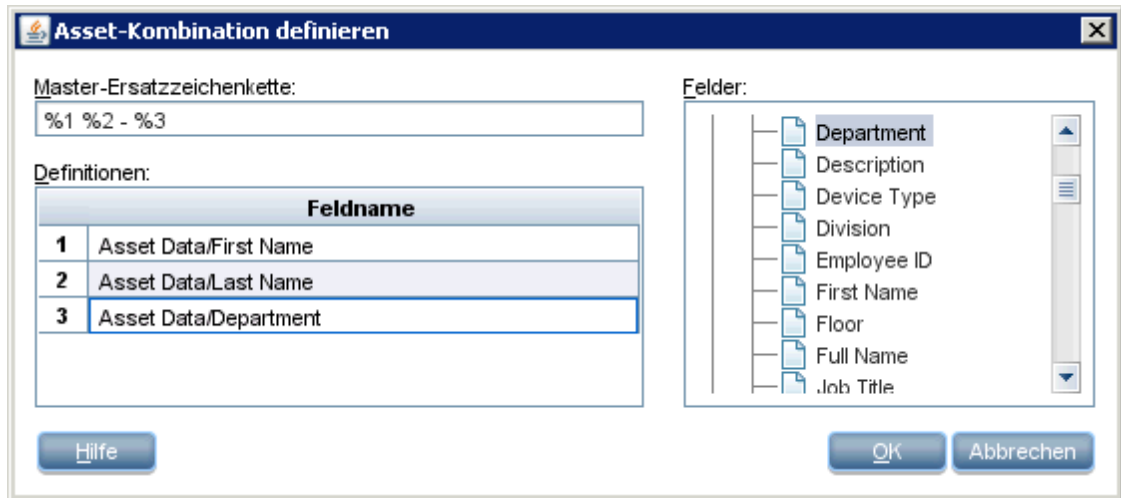 Asset-Kombination definieren
Master-Ersatzzeichenkette:
%1 %2 - %3
Definitionen:
Feldname
1 Asset Data/First Name
2 Asset Data/Last Name
3 Asset Data/Department
Felder:
Department
Description
Device Type
Division
Employee ID
First Name
Floor
Full Name
Job Title
Hilfe
OK
Abbrechen